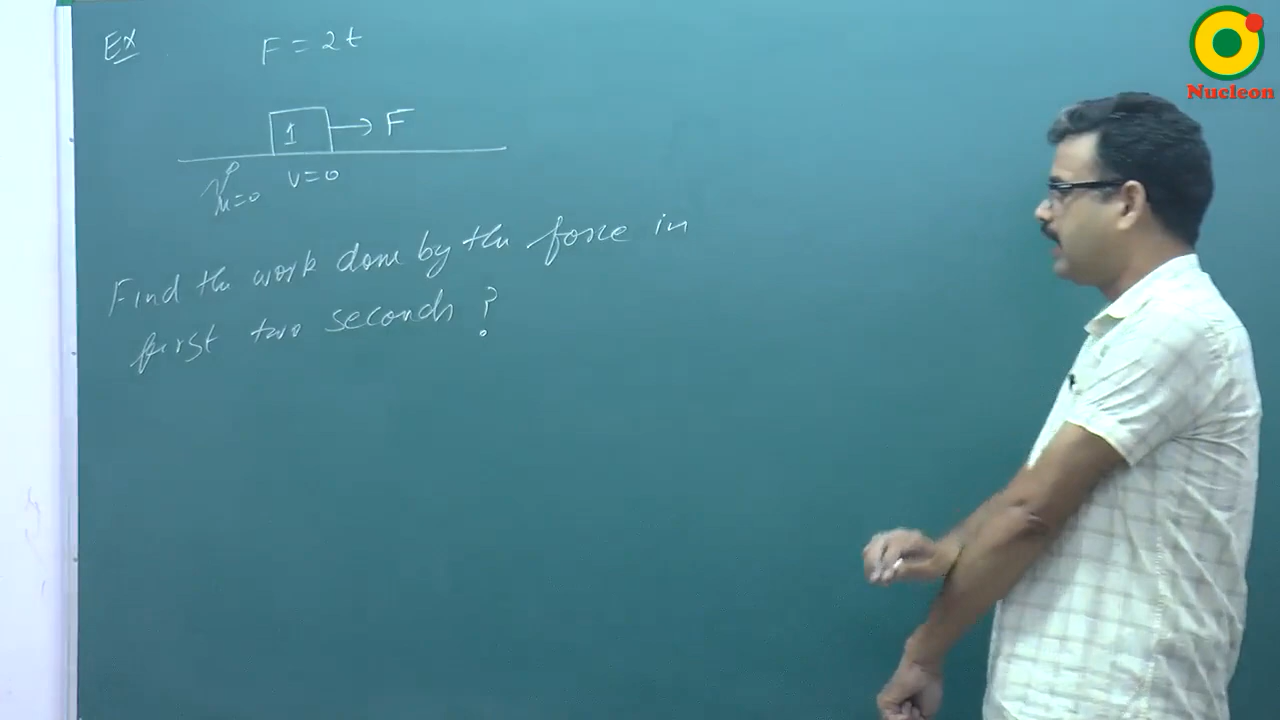 Ex
F = 2t
1 → F
μ=0 v=0
Find the work done by the force in
first two seconds ?
Nucleon